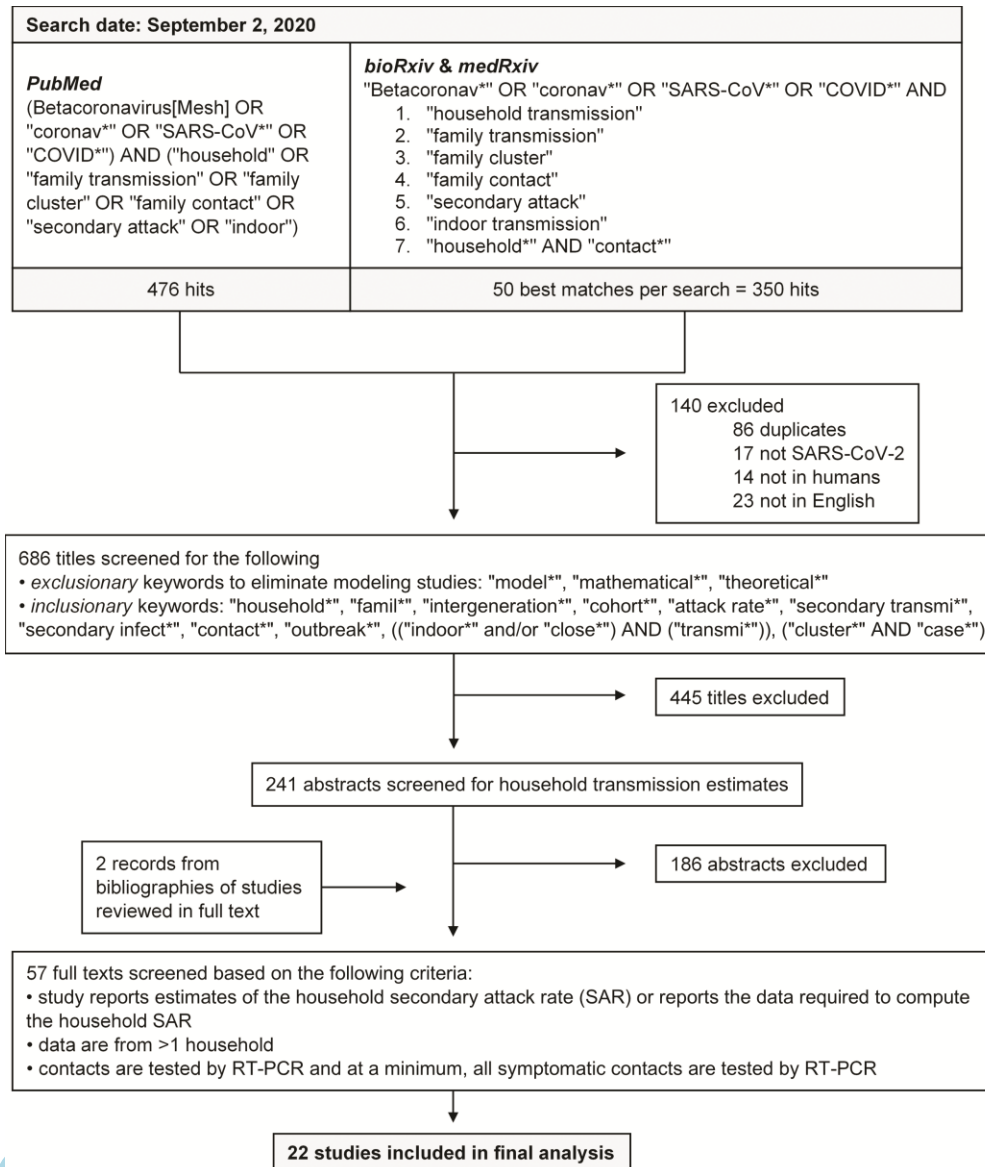 Search date: September 2, 2020
PubMed
(Betacoronavirus[Mesh] OR
"coronav*" OR "SARS-CoV*" OR
"COVID*") AND ("household" OR
"family transmission" OR "family
cluster" OR "family contact" OR
"secondary attack" OR "indoor")
bioRxiv & medRxiv
"Betacoronav*" OR "coronav*" OR "SARS-CoV*" OR "COVID*" AND
1. "household transmission"
2. "family transmission"
3. "family cluster"
4. "family contact"
5. "secondary attack"
6. "indoor transmission"
7. "household*" AND "contact*"
476 hits
50 best matches per search = 350 hits
140 excluded
86 duplicates
17 not SARS-CoV-2
14 not in humans
23 not in English
686 titles screened for the following
• exclusionary keywords to eliminate modeling studies: "model*", "mathematical*", "theoretical*"
• inclusionary keywords: "household*", "famil*", "intergeneration*", "cohort*", "attack rate*", "secondary transmi*",
"secondary infect*", "contact*", "outbreak*", (("indoor*" and/or "close*") AND ("transmi*")), ("cluster*" AND "case*")
445 titles excluded
241 abstracts screened for household transmission estimates
2 records from
bibliographies of studies
reviewed in full text
186 abstracts excluded
57 full texts screened based on the following criteria:
• study reports estimates of the household secondary attack rate (SAR) or reports the data required to compute
the household SAR
• data are from >1 household
• contacts are tested by RT-PCR and at a minimum, all symptomatic contacts are tested by RT-PCR
22 studies included in final analysis